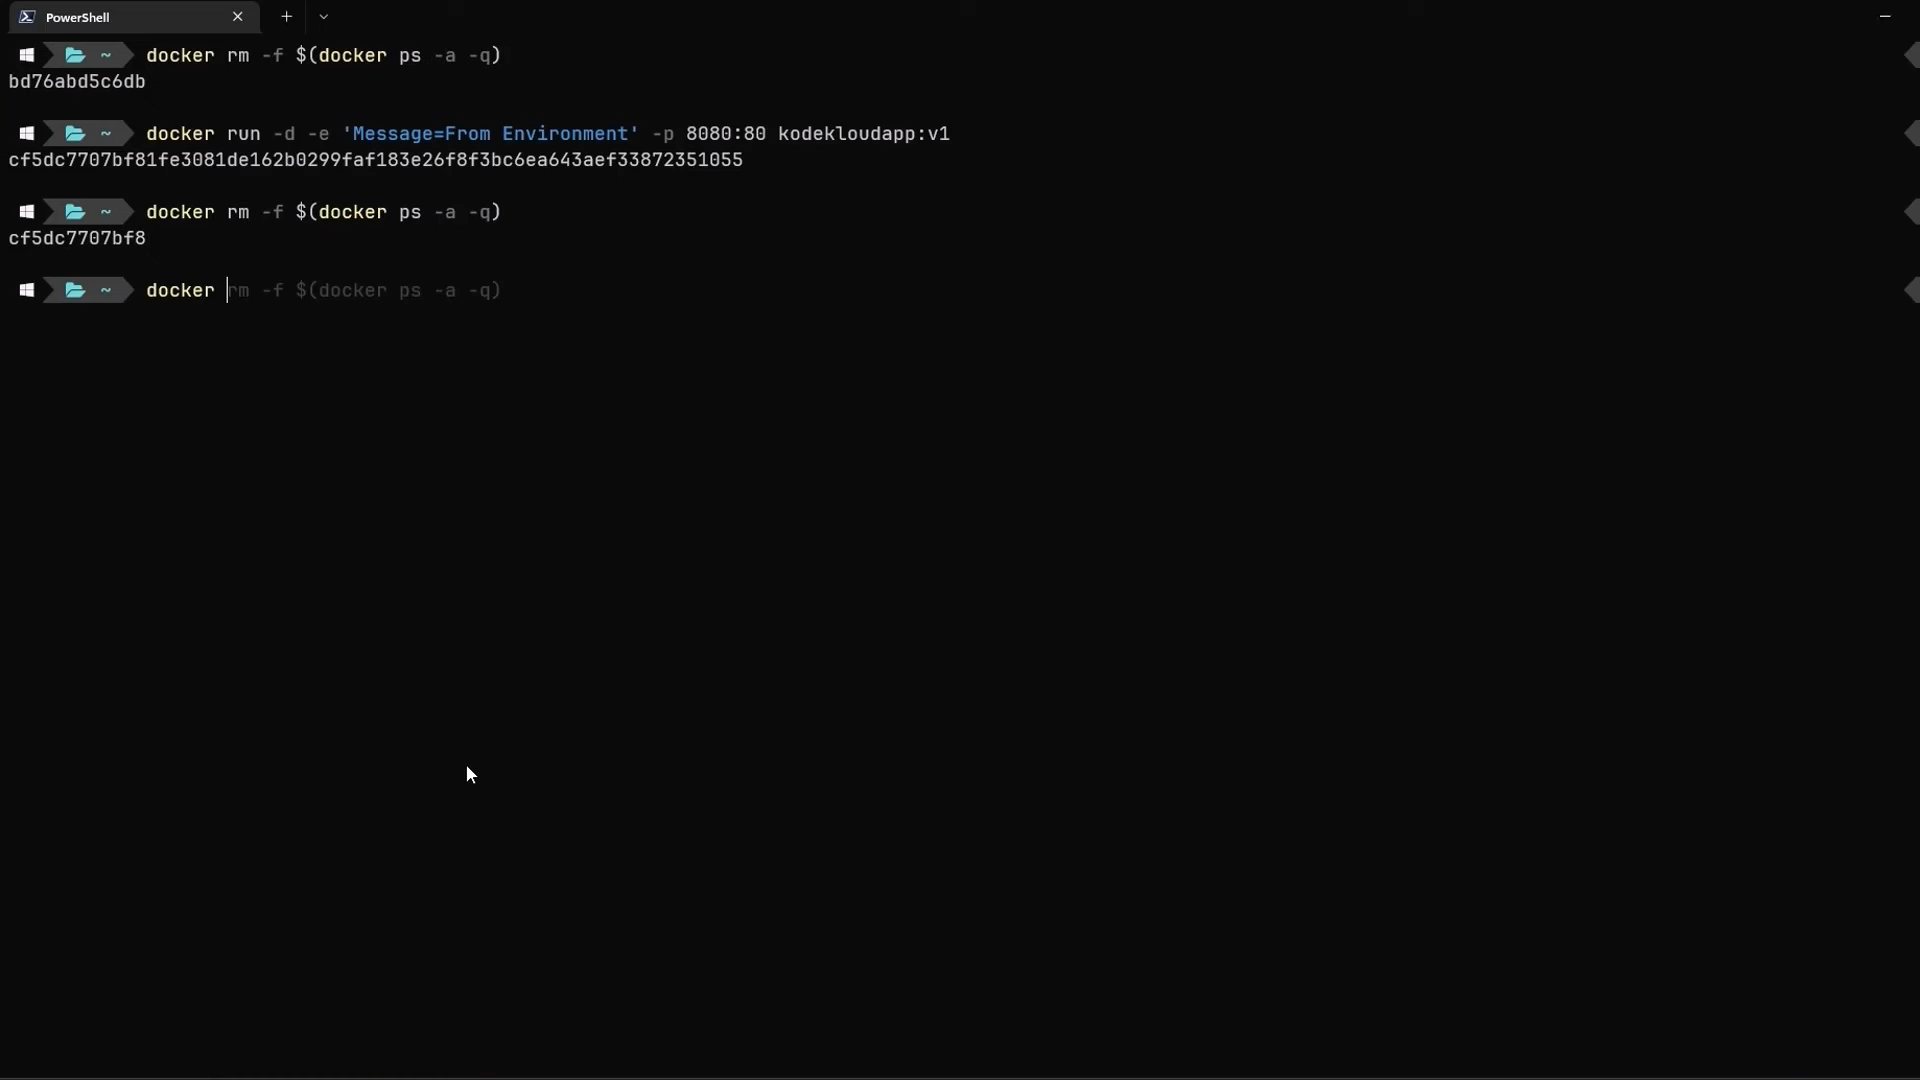 PowerShell
~ docker rm -f $(docker ps -a -q)
bd76abd5c6db
~ docker run -d -e 'Message=From Environment' -p 8080:80 kodekloudapp:v1
cf5dc7707bf81fe3081de162b0299faf183e26f8f3bc6ea643aef33872351055
~ docker rm -f $(docker ps -a -q)
cf5dc7707bf8
~ docker rm -f $(docker ps -a -q)